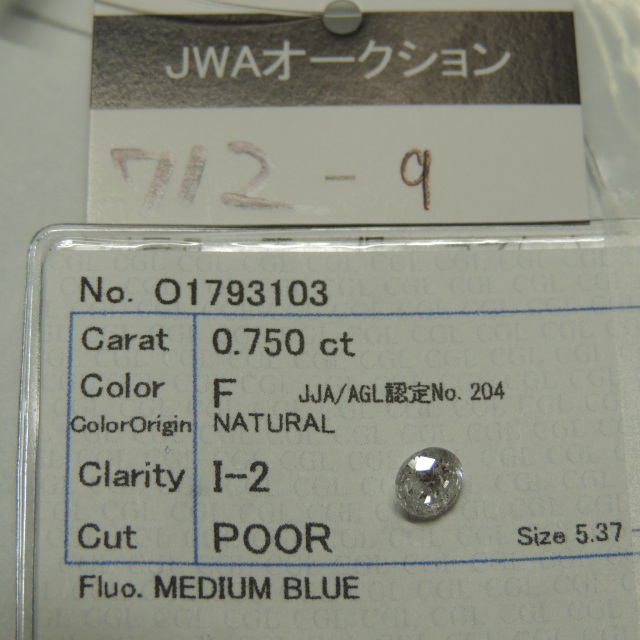 JWAオークション
712 - 9
No. O1793103
Carat 0.750 ct
Color F JJA/AGL認定No. 204
ColorOrigin NATURAL
Clarity I-2
Cut POOR Size 5.37
Fluo. MEDIUM BLUE